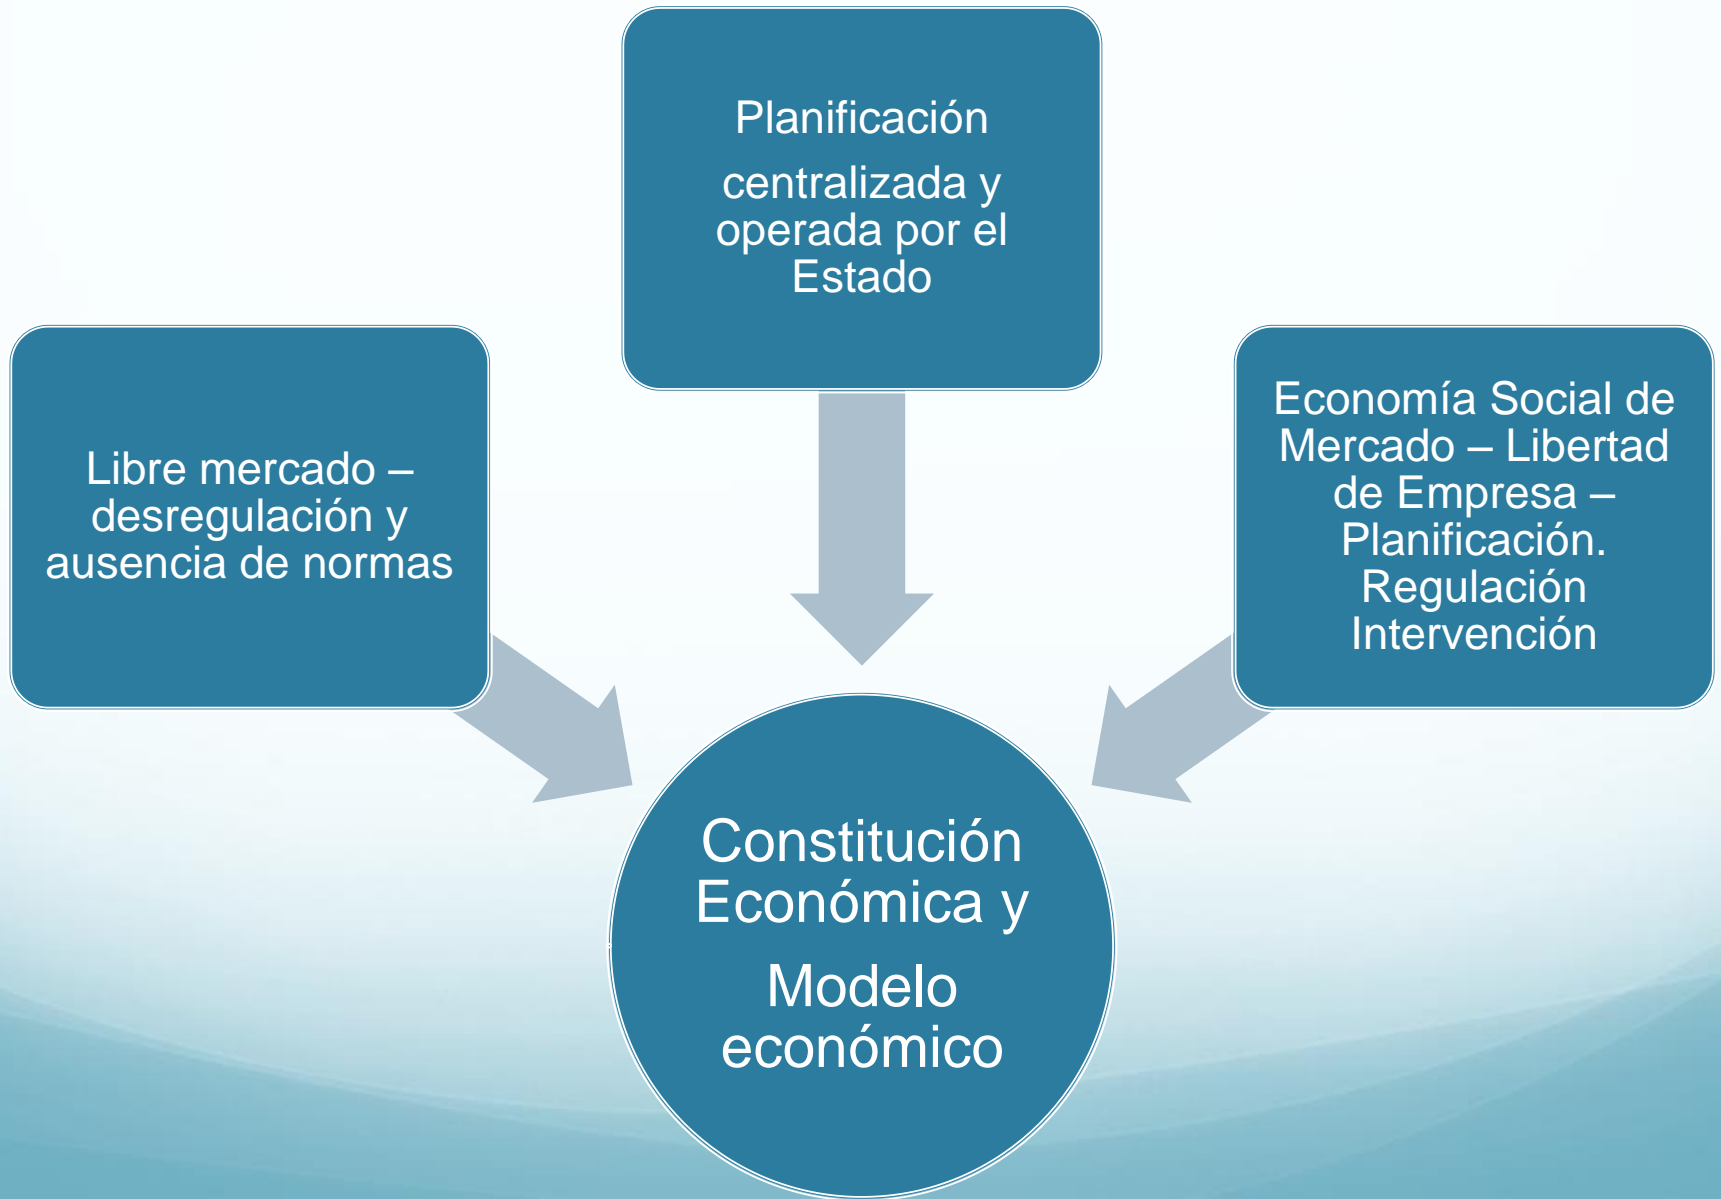 Planificación
centralizada y
operada por el
Estado
Libre mercado –
desregulación y
ausencia de normas
Economía Social de
Mercado – Libertad
de Empresa –
Planificación.
Regulación
Intervención
Constitución
Económica y
Modelo
económico